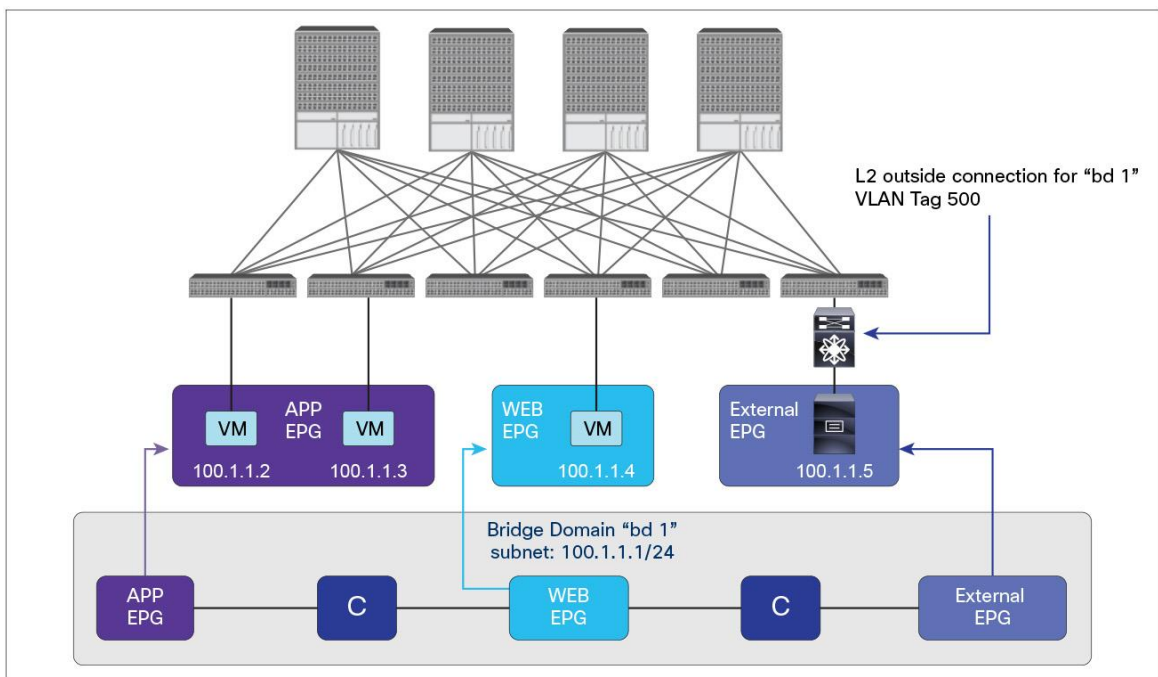 L2 outside connection for “bd 1”
VLAN Tag 500
APP
EPG
VM
VM
100.1.1.2
100.1.1.3
WEB
EPG
VM
100.1.1.4
External
EPG
100.1.1.5
Bridge Domain “bd 1”
subnet: 100.1.1.1/24
APP
EPG
C
WEB
EPG
C
External
EPG